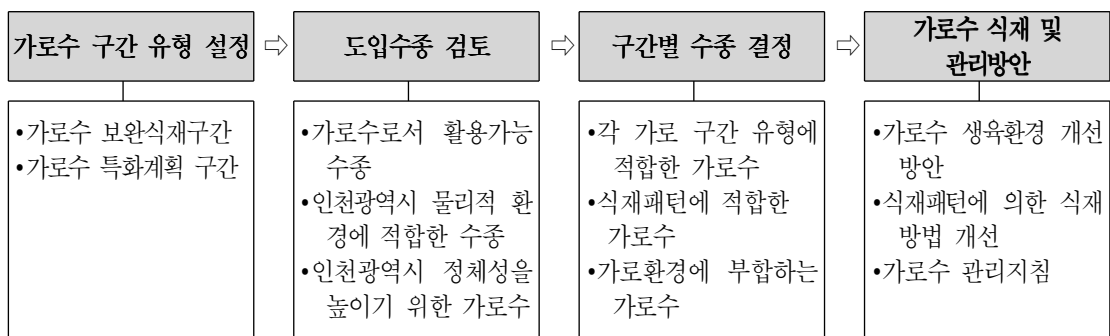 가로수 구간 유형 설정
⇨
도입수종 검토
⇨
구간별 수종 결정
⇨
가로수 식재 및
관리방안
•가로수 보완식재구간
•가로수 특화계획 구간
•가로수로서 활용가능
수종
•인천광역시 물리적 환
경에 적합한 수종
•인천광역시 정체성을
높이기 위한 가로수
•각 가로 구간 유형에
적합한 가로수
•식재패턴에 적합한
가로수
•가로환경에 부합하는
가로수
•가로수 생육환경 개선
방안
•식재패턴에 의한 식재
방법 개선
•가로수 관리지침